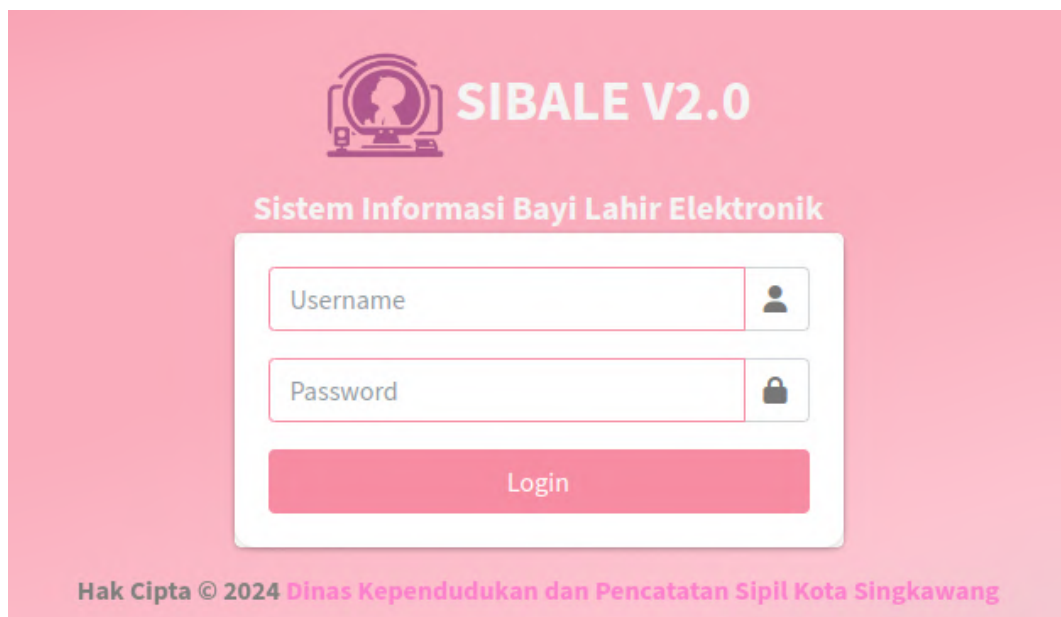 SIBALE V2.0
Sistem Informasi Bayi Lahir Elektronik
Username
Password
Login
Hak Cipta © 2024 Dinas Kependudukan dan Pencatatan Sipil Kota Singkawang